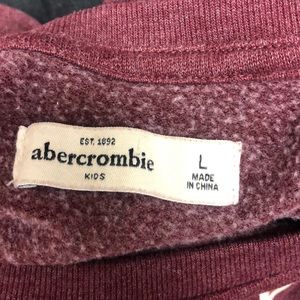 EST. 1892
abercrombie
KIDS
L
MADE
IN CHINA